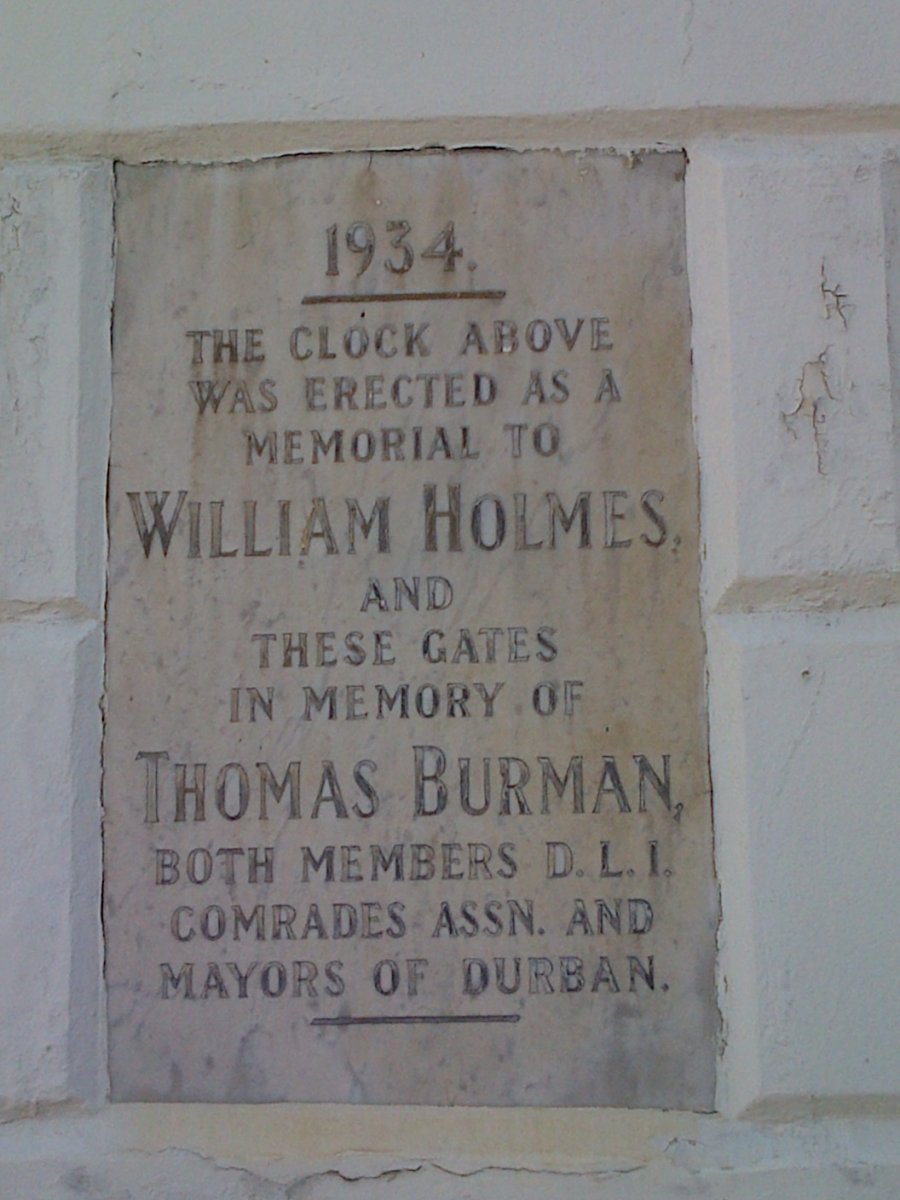 1934.
THE CLOCK ABOVE
WAS ERECTED AS A
MEMORIAL TO
WILLIAM HOLMES.
AND
THESE GATES
IN MEMORY OF
THOMAS BURMAN,
BOTH MEMBERS D.L.I.
COMRADES ASSN. AND
MAYORS OF DURBAN.